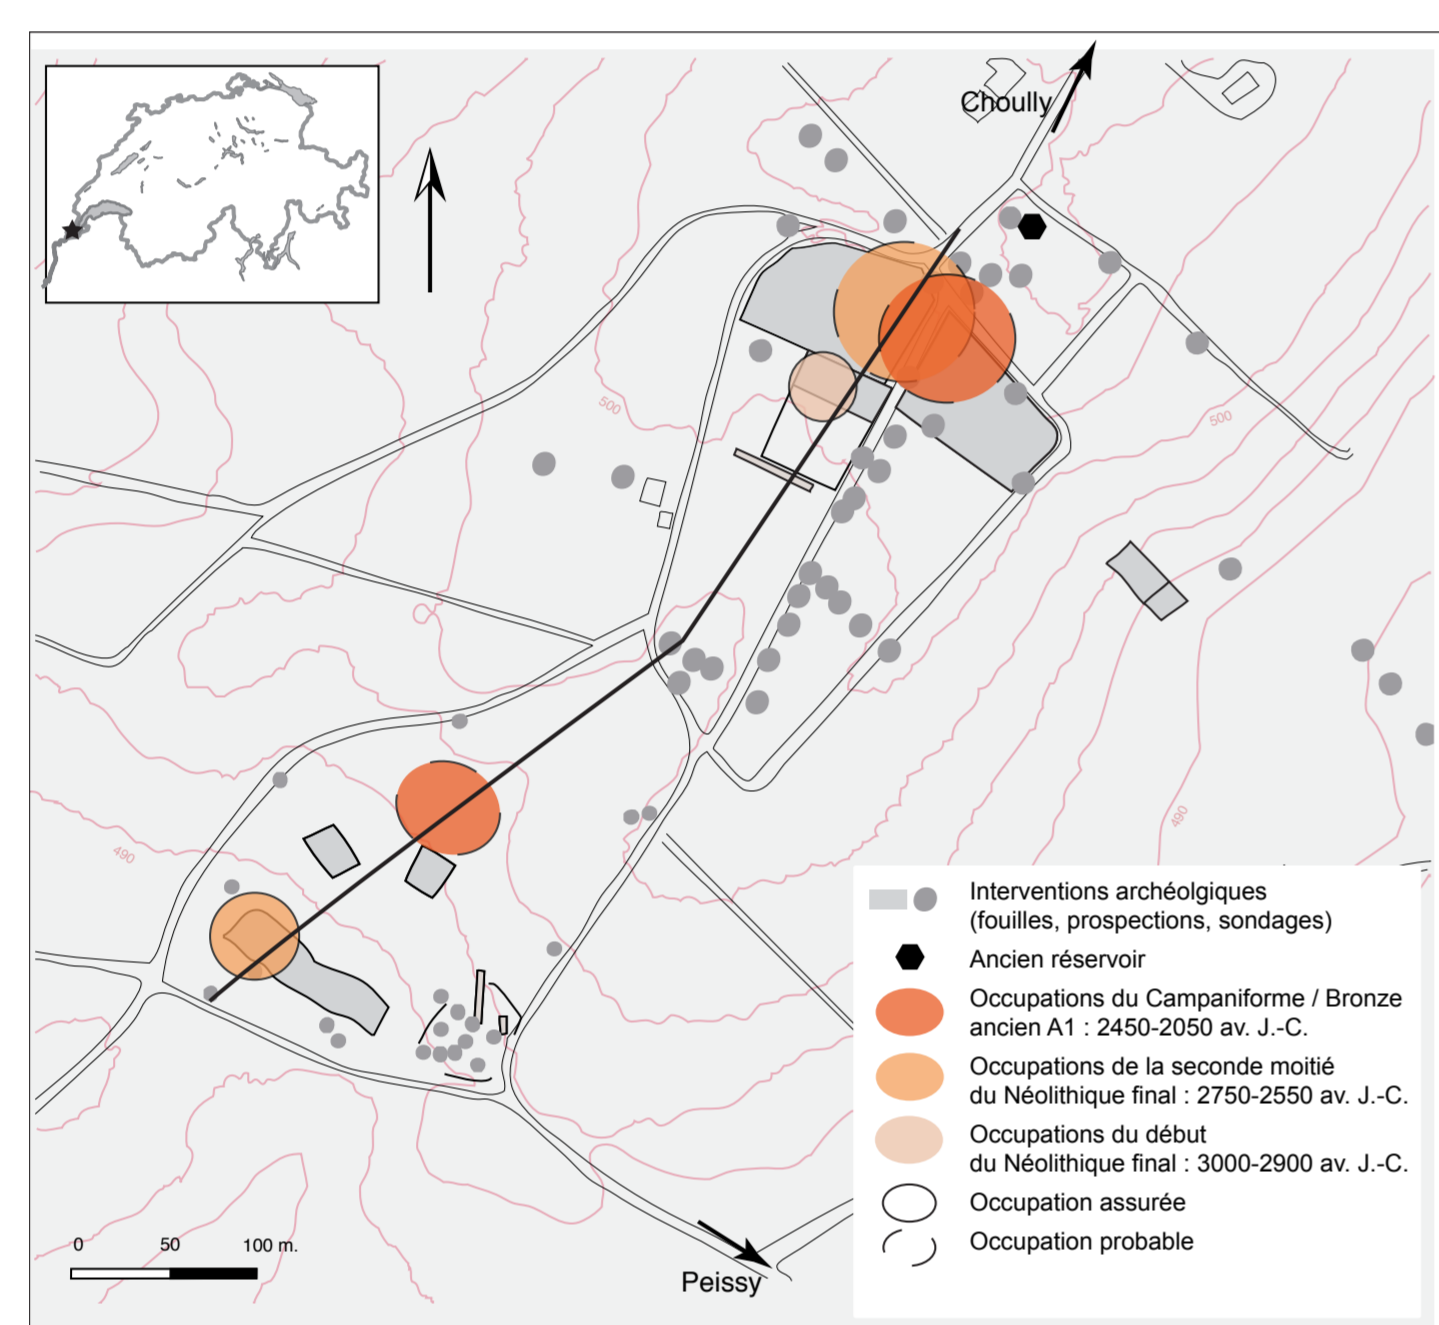 Choully
500
500
490
490
Interventions archéolgiques
(fouilles, prospections, sondages)
Ancien réservoir
Occupations du Campaniforme / Bronze
ancien A1 : 2450-2050 av. J.-C.
Occupations de la seconde moitié
du Néolithique final : 2750-2550 av. J.-C.
Occupations du début
du Néolithique final : 3000-2900 av. J.-C.
Occupation assurée
Occupation probable
0 50 100 m.
Peissy